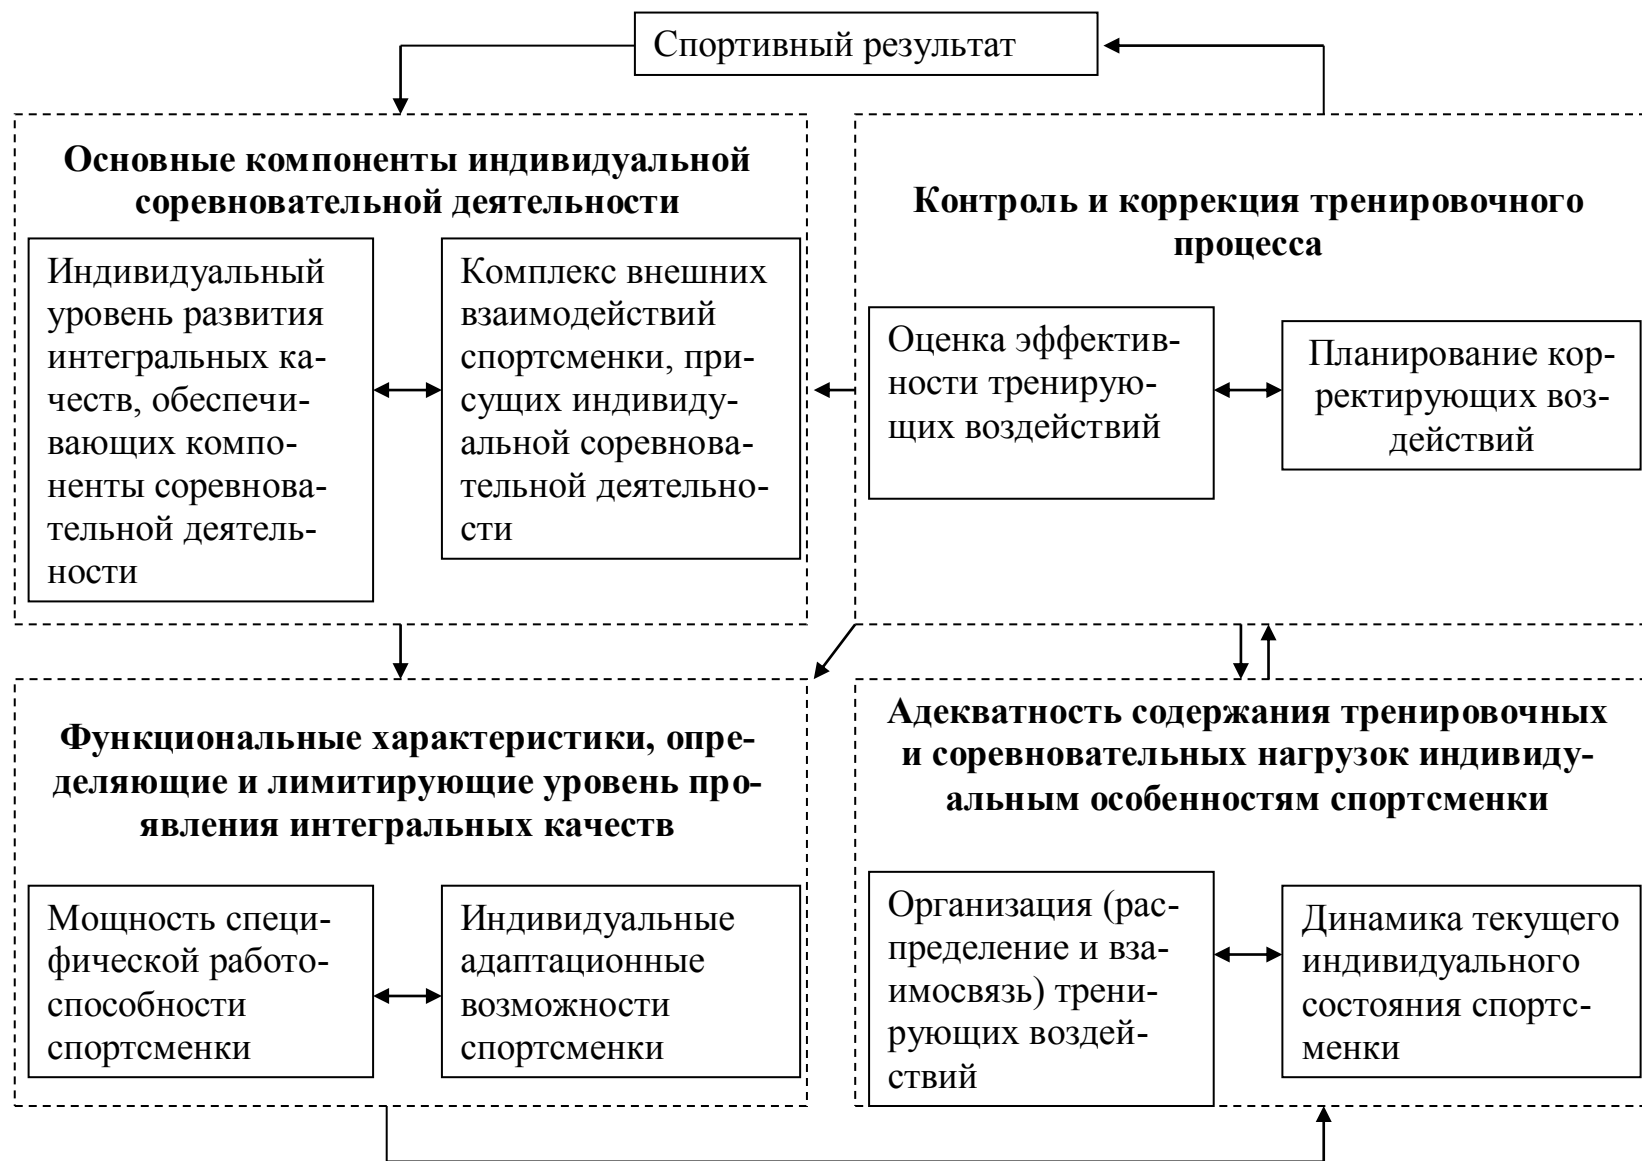 Спортивный результат
Основные компоненты индивидуальной
соревновательной деятельности
Индивидуальный
уровень развития
интегральных ка-
честв, обеспечи-
вающих компо-
ненты соревнова-
тельной деятель-
ности
Комплекс внешних
взаимодействий
спортсменки, при-
сущих индивиду-
альной соревнова-
тельной деятельно-
сти
Контроль и коррекция тренировочного
процесса
Оценка эффектив-
ности тренирую-
щих воздействий
Планирование кор-
ректирующих воз-
действий
Функциональные характеристики, опре-
деляющие и лимитирующие уровень про-
явления интегральных качеств
Мощность специ-
фической работо-
способности
спортсменки
Индивидуальные
адаптационные
возможности
спортсменки
Адекватность содержания тренировочных
и соревновательных нагрузок индивиду-
альным особенностям спортсменки
Организация (рас-
пределение и вза-
имосвязь) трени-
рующих воздей-
ствий
Динамика текущего
индивидуального
состояния спортс-
менки